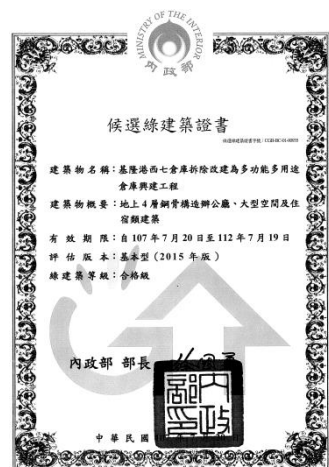 MINISTRY OF THE INTERIOR
內政部
候選綠建築證書
建築物名稱：基隆港西七倉庫拆除改建為多功能多用途
倉庫興建工程
建築物概要：地上4層鋼骨構造辦公廳、大型空間及住
宿類建築
有效期限：自107年7月20日至112年7月19日
評估版本：基本型(2015年版)
綠建築等級：合格級
內政部 部長
內政部印
中華民國